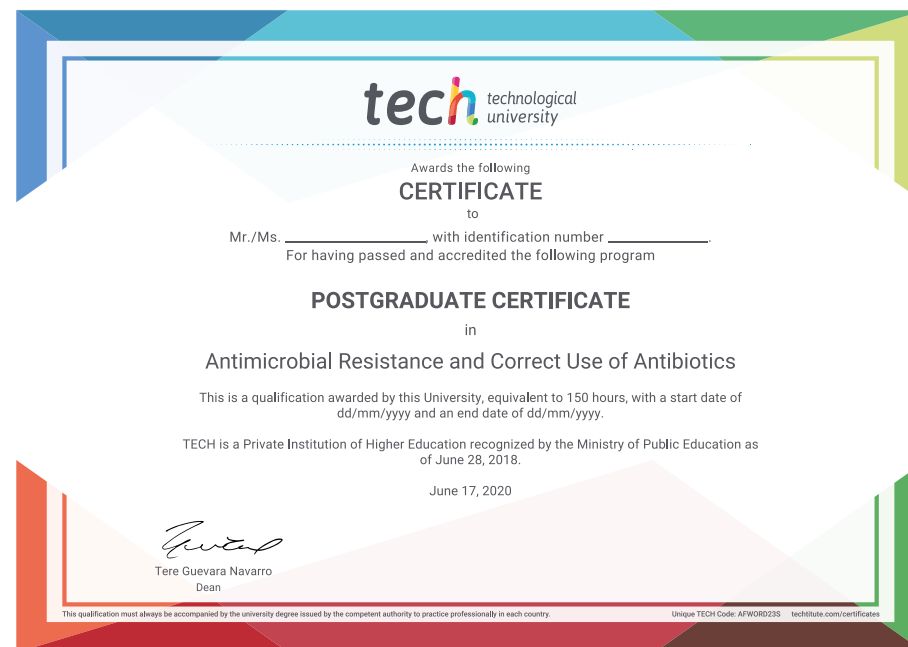 tech technological
university
Awards the following
CERTIFICATE
to
Mr./Ms. ____________, with identification number ____________.
For having passed and accredited the following program
POSTGRADUATE CERTIFICATE
in
Antimicrobial Resistance and Correct Use of Antibiotics
This is a qualification awarded by this University, equivalent to 150 hours, with a start date of
dd/mm/yyyy and an end date of dd/mm/yyyy.
TECH is a Private Institution of Higher Education recognized by the Ministry of Public Education as
of June 28, 2018.
June 17, 2020
Tere Guevara Navarro
Dean
This qualification must always be accompanied by the university degree issued by the competent authority to practice professionally in each country. Unique TECH Code: AFWORD23S techtitute.com/certificates